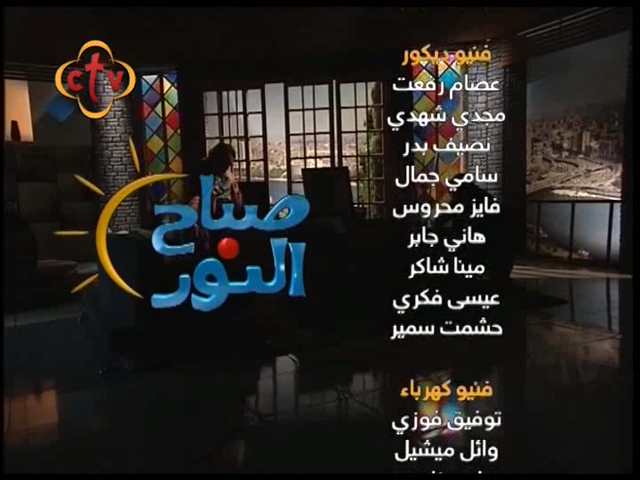 ctv
صباح
النور
فنيو ديكور
عصام رفعت
مجدى شهدي
نصيف بدر
سامي جمال
فايز محروس
هاني جابر
مينا شاكر
عيسى فكري
حشمت سمير
فنيو كهرباء
توفيق فوزي
وائل ميشيل